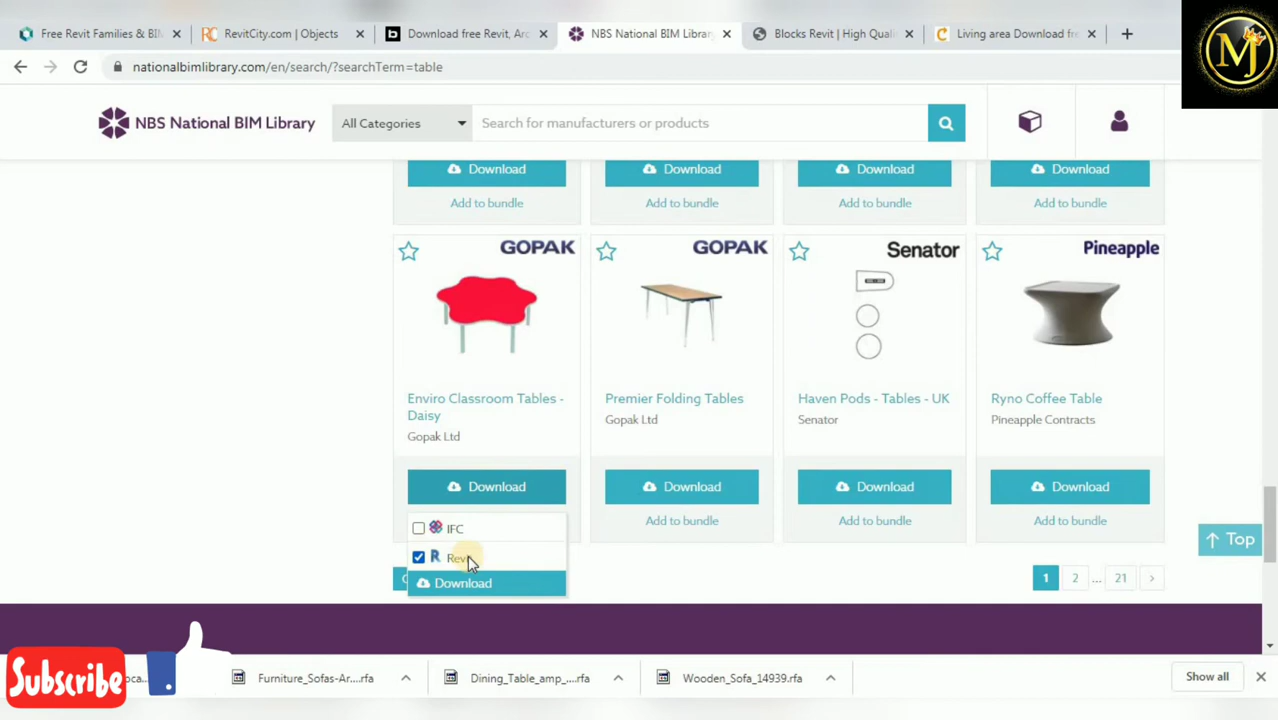 Free Revit Families & BIM
RevitCity.com | Objects
Download free Revit, Arc
NBS National BIM Library
Blocks Revit | High Quali
Living area Download fre
nationalbimlibrary.com/en/search/?searchTerm=table
MJ
NBS National BIM Library
All Categories
Search for manufacturers or products
Download
Download
Download
Download
Add to bundle
Add to bundle
Add to bundle
Add to bundle
GOPAK
GOPAK
Senator
Pineapple
Enviro Classroom Tables -
Daisy
Gopak Ltd
Premier Folding Tables
Gopak Ltd
Haven Pods - Tables - UK
Senator
Ryno Coffee Table
Pineapple Contracts
Download
Download
Download
Download
Add to bundle
Add to bundle
Add to bundle
IFC
Revit
Download
Top
1
2
...
21
Subscribe
Furniture_Sofas-Ar....rfa
Dining_Table_amp_....rfa
Wooden_Sofa_14939.rfa
Show all